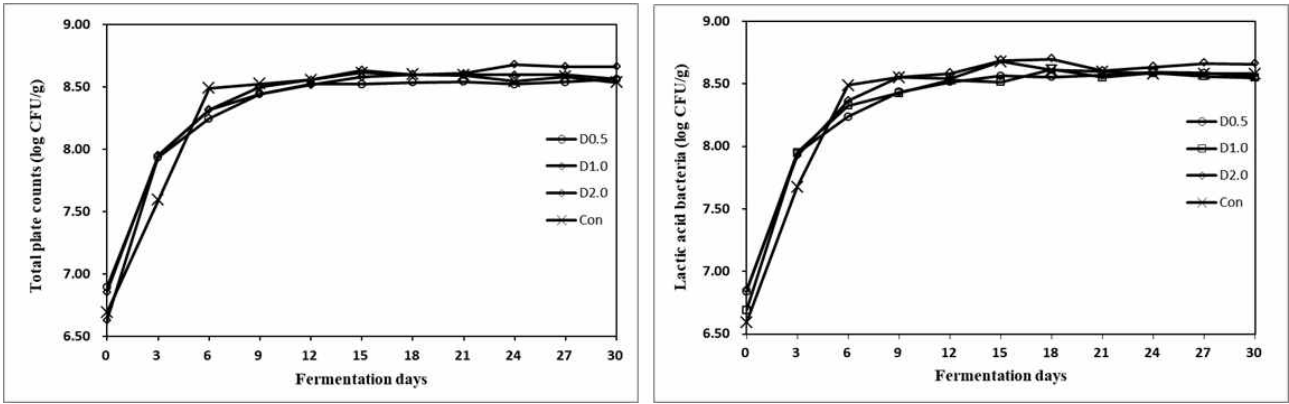 Total plate counts (log CFU/g)
9.00
8.50
8.00
7.50
7.00
6.50
0 3 6 9 12 15 18 21 24 27 30
Fermentation days
D0.5
D1.0
D2.0
Con
Lactic acid bacteria (log CFU/g)
9.00
8.50
8.00
7.50
7.00
6.50
0 3 6 9 12 15 18 21 24 27 30
Fermentation days
D0.5
D1.0
D2.0
Con